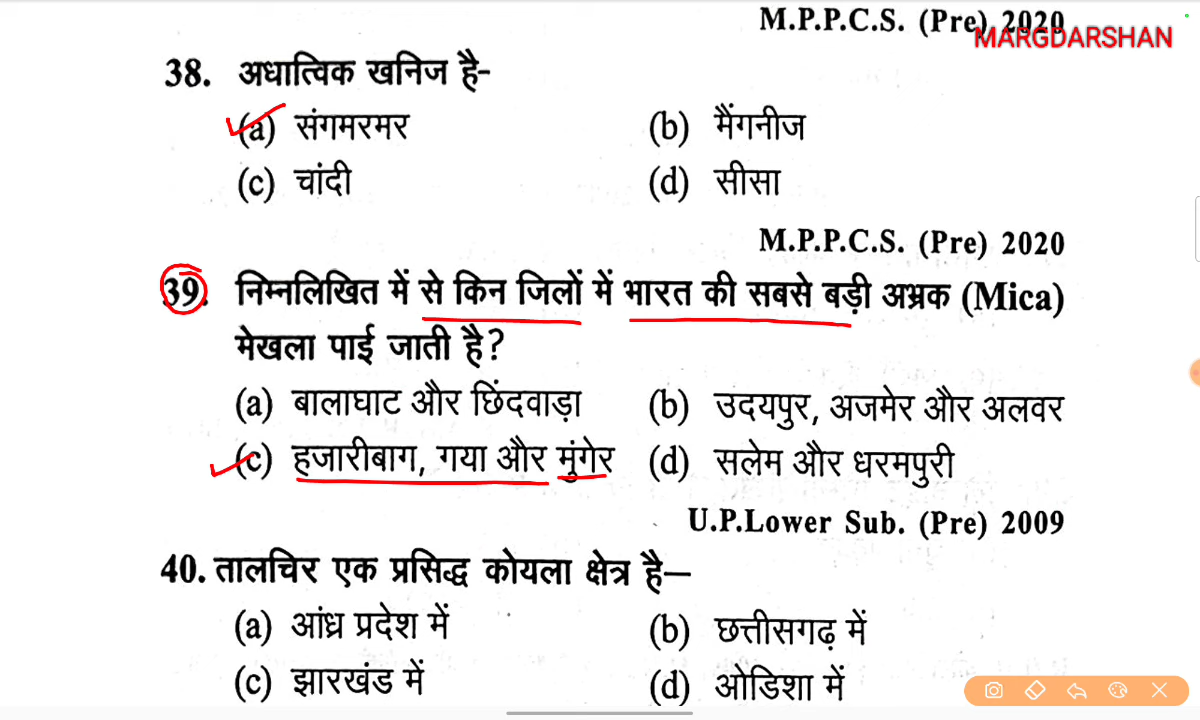 M.P.P.C.S. (Pre) 2020
MARGDARSHAN
38. अधात्विक खनिज है-
(a) संगमरमर (b) मैंगनीज
(c) चांदी (d) सीसा
M.P.P.C.S. (Pre) 2020
39. निम्नलिखित में से किन जिलों में भारत की सबसे बड़ी अभ्रक (Mica)
मेखला पाई जाती है?
(a) बालाघाट और छिंदवाड़ा (b) उदयपुर, अजमेर और अलवर
(c) हजारीबाग, गया और मुंगेर (d) सलेम और धरमपुरी
U.P.Lower Sub. (Pre) 2009
40. तालचिर एक प्रसिद्ध कोयला क्षेत्र है—
(a) आंध्र प्रदेश में (b) छत्तीसगढ़ में
(c) झारखंड में (d) ओडिशा में